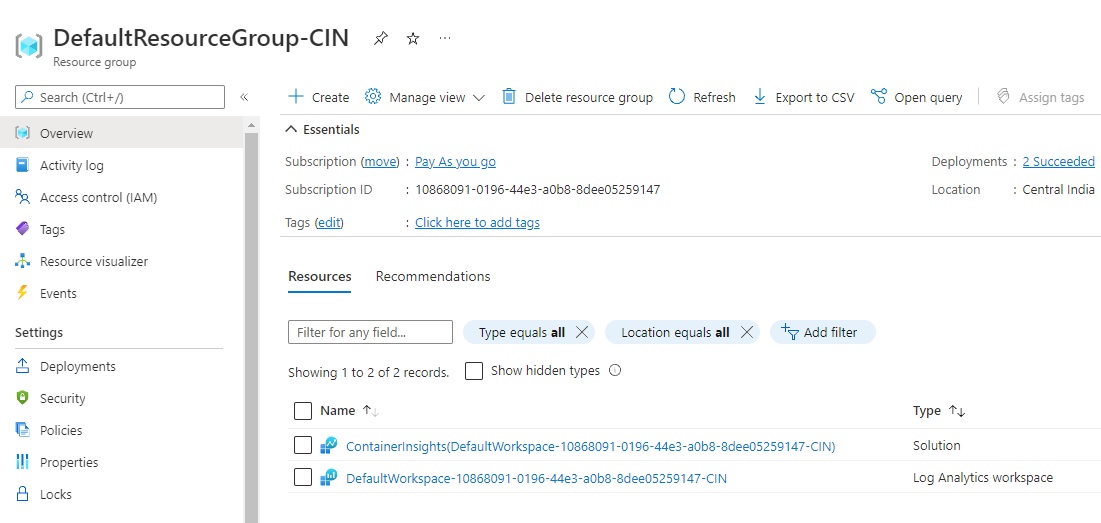 DefaultResourceGroup-CIN
Resource group
Search (Ctrl+/)
Overview
Activity log
Access control (IAM)
Tags
Resource visualizer
Events
Settings
Deployments
Security
Policies
Properties
Locks
Create Manage view Delete resource group Refresh Export to CSV Open query Assign tags
Essentials
Subscription (move) : Pay As you go
Subscription ID : 10868091-0196-44e3-a0b8-8dee05259147
Tags (edit) : Click here to add tags
Deployments : 2 Succeeded
Location : Central India
Resources Recommendations
Filter for any field... Type equals all Location equals all Add filter
Showing 1 to 2 of 2 records. Show hidden types
Name Type
ContainerInsights(DefaultWorkspace-10868091-0196-44e3-a0b8-8dee05259147-CIN) Solution
DefaultWorkspace-10868091-0196-44e3-a0b8-8dee05259147-CIN Log Analytics workspace